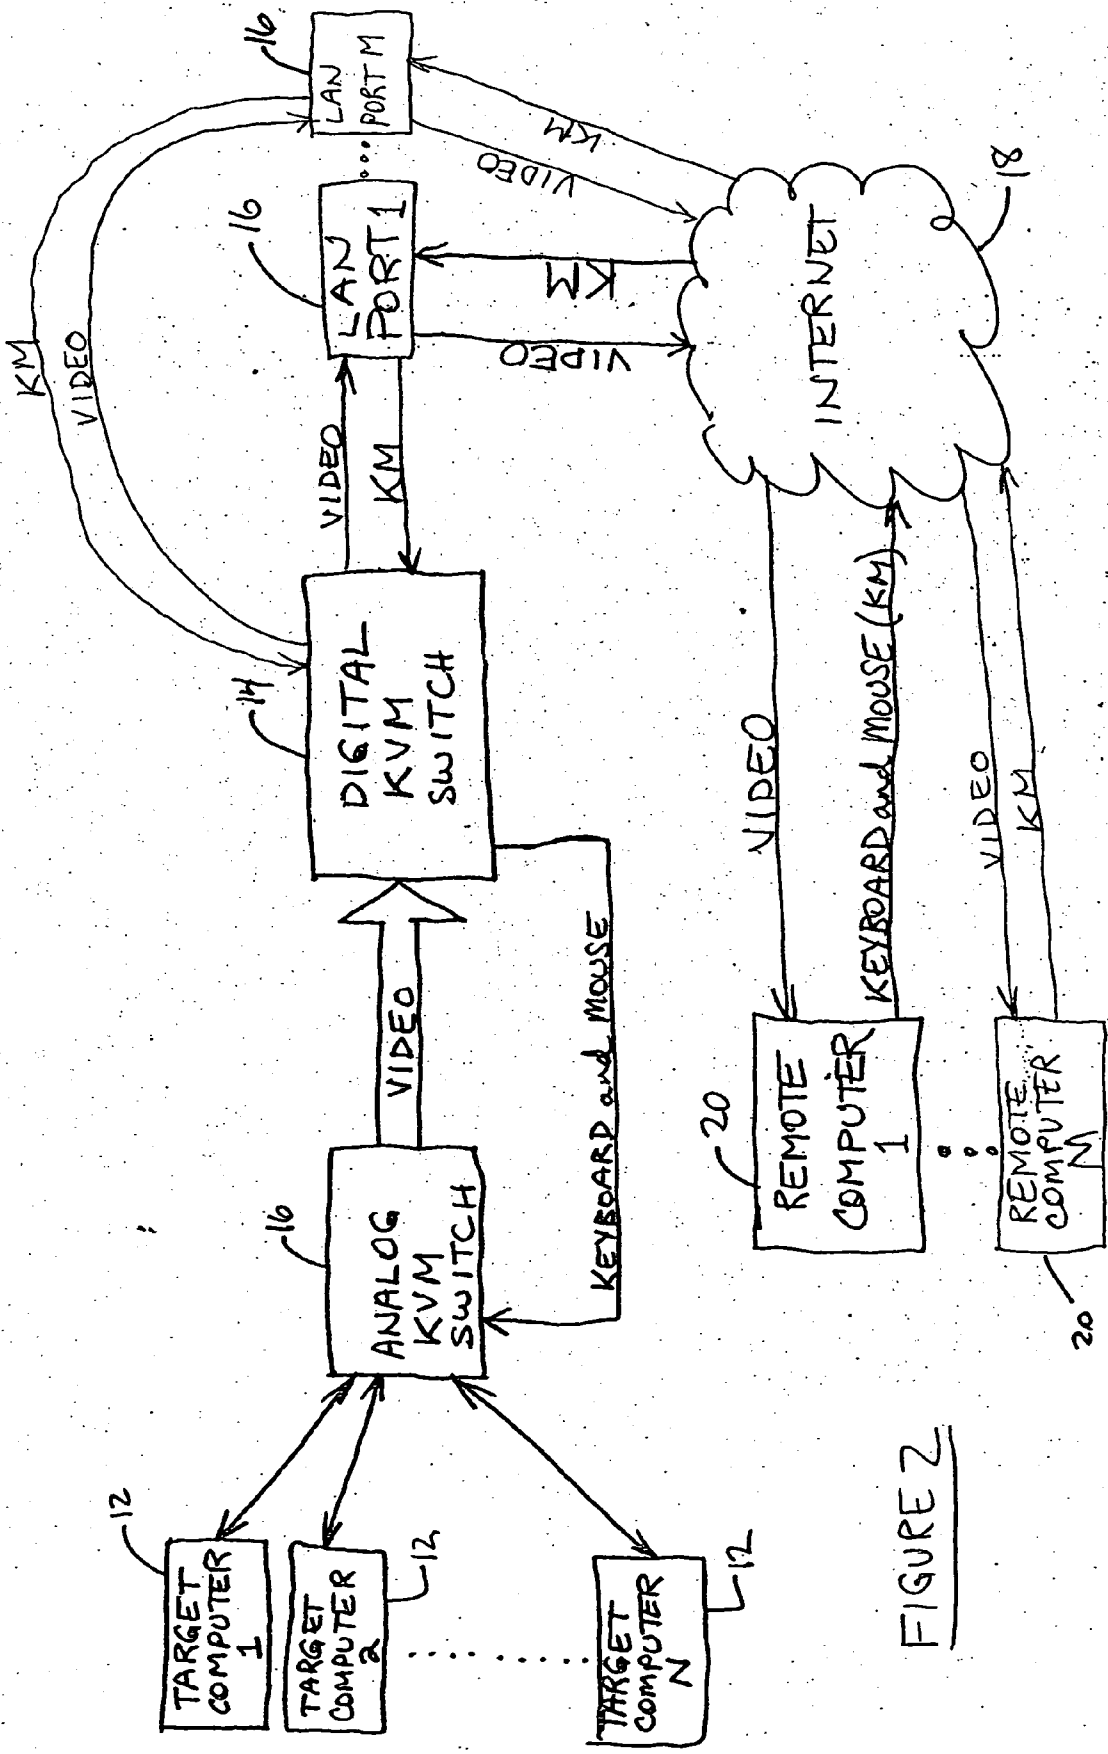 TARGET
COMPUTER
1
12
TARGET
COMPUTER
2
12
TARGET
COMPUTER
N
12
ANALOG
KVM
SWITCH
16
VIDEO
KEYBOARD and MOUSE
DIGITAL
KVM
SWITCH
14
VIDEO
KM
KM
VIDEO
LAN
PORT 1
16
LAN
PORT M
16
VIDEO
KM
VIDEO
KM
INTERNET
18
VIDEO
KEYBOARD and MOUSE (KM)
VIDEO
KM
REMOTE
COMPUTER
1
20
REMOTE
COMPUTER
M
20
FIGURE 2